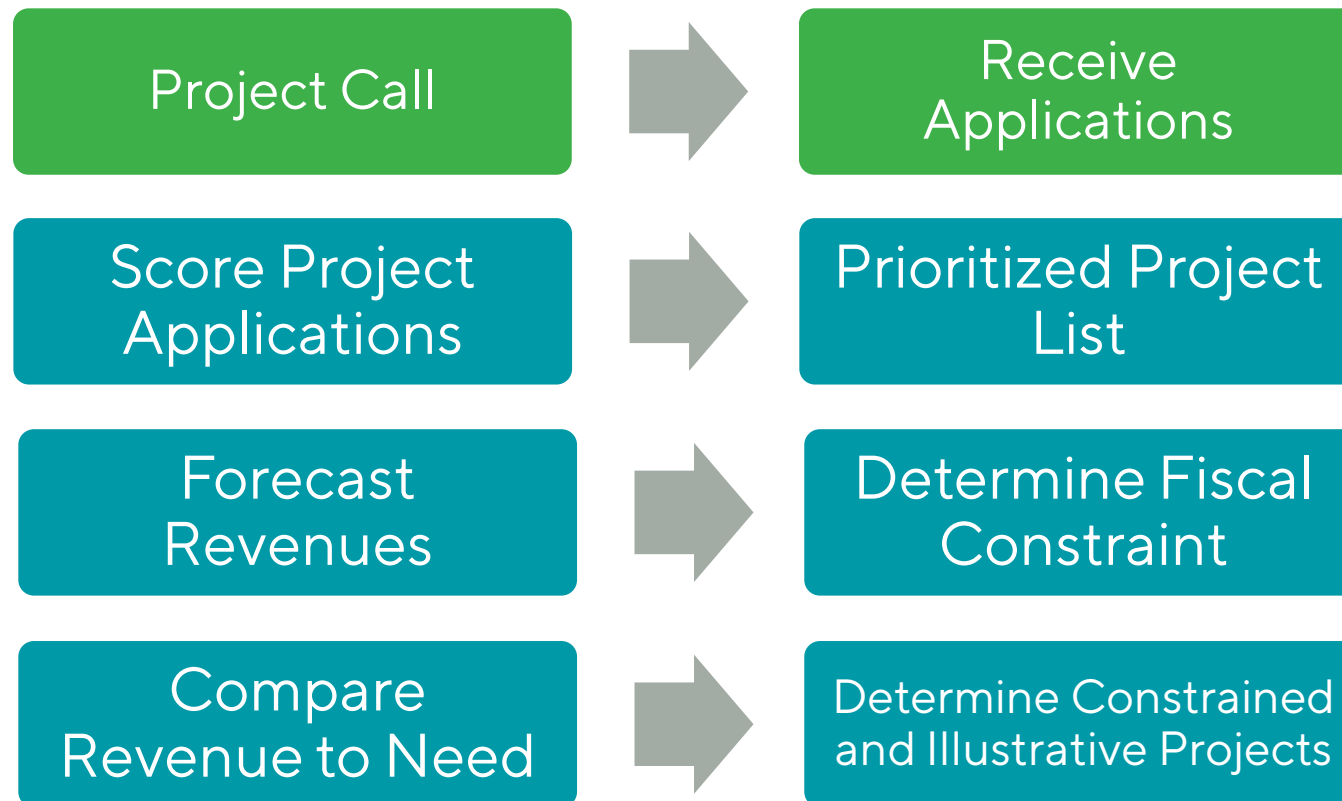 Project Call
Receive
Applications
Score Project
Applications
Prioritized Project
List
Forecast
Revenues
Determine Fiscal
Constraint
Compare
Revenue to Need
Determine Constrained
and Illustrative Projects